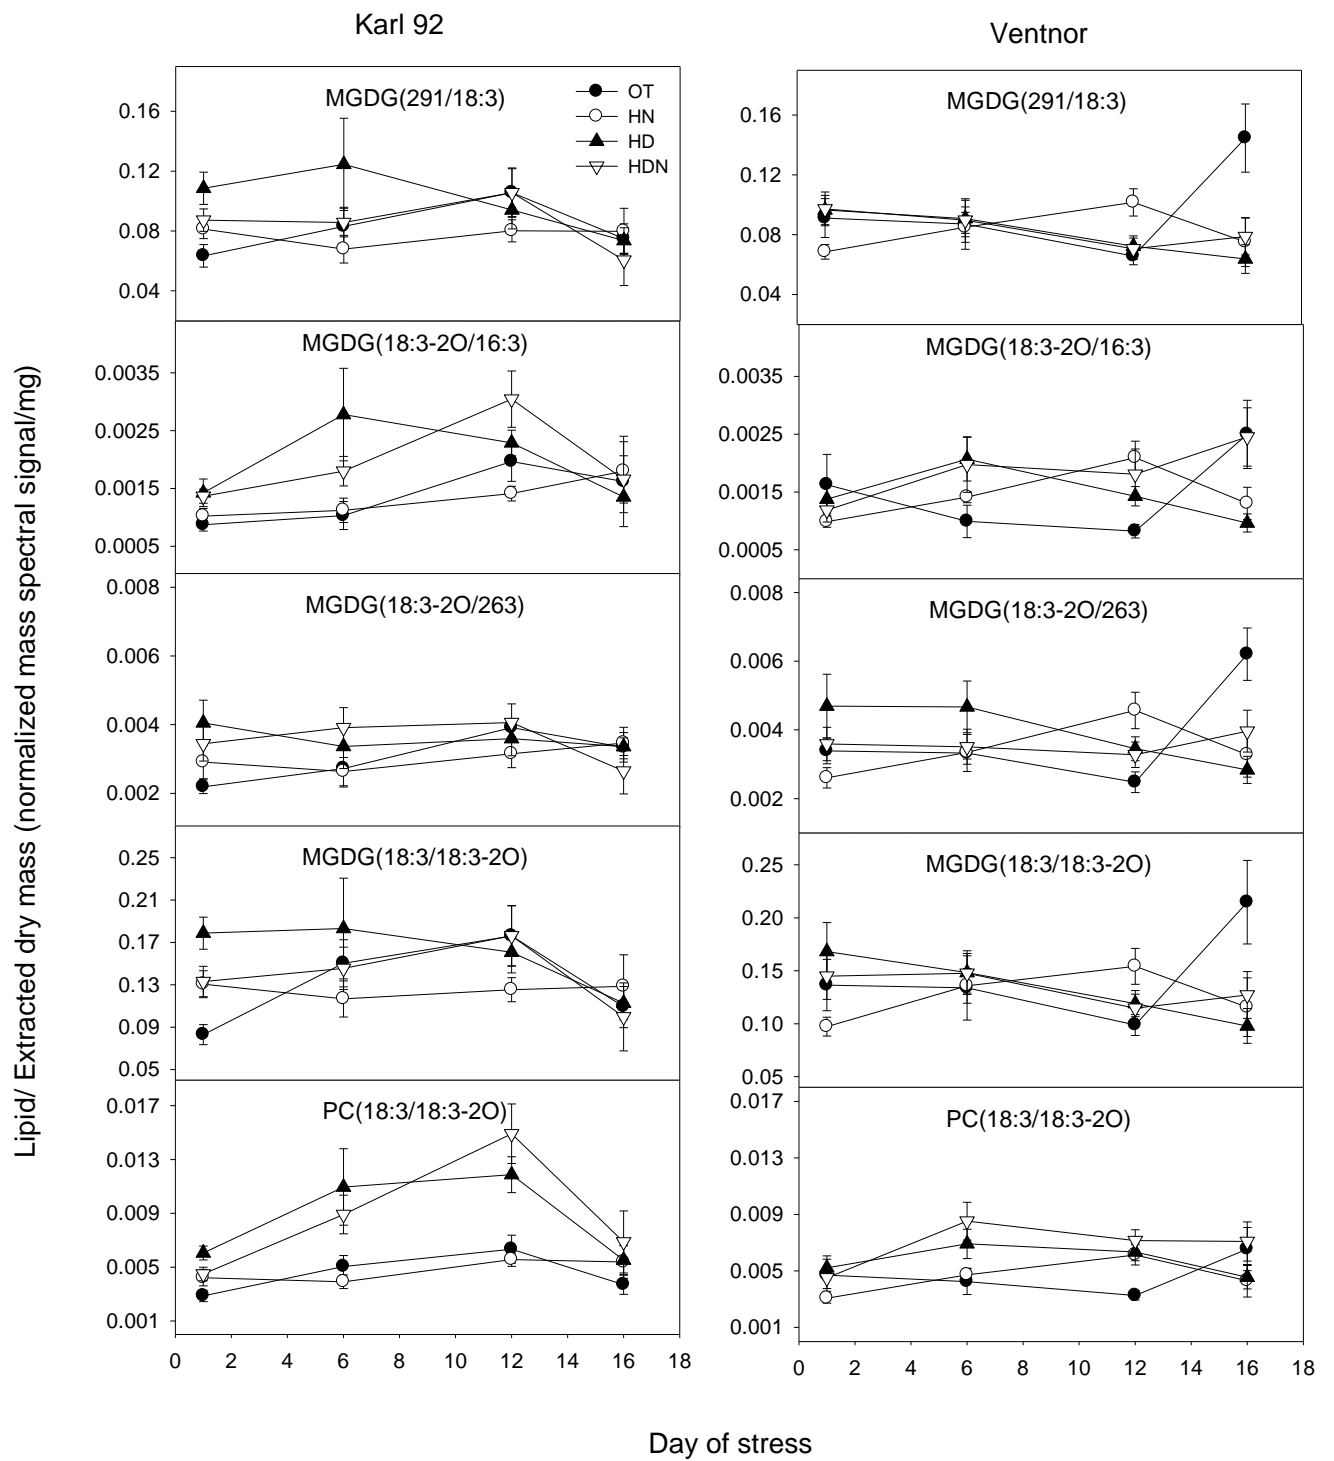 Karl 92
Ventnor
Lipid/ Extracted dry mass (normalized mass spectral signal/mg)
MGDG(291/18:3)
OT
HN
HD
HDN
0.16
0.12
0.08
0.04
MGDG(18:3-2O/16:3)
0.0035
0.0025
0.0015
0.0005
MGDG(18:3-2O/263)
0.008
0.006
0.004
0.002
MGDG(18:3/18:3-2O)
0.25
0.21
0.17
0.13
0.09
0.05
PC(18:3/18:3-2O)
0.017
0.013
0.009
0.005
0.001
0 2 4 6 8 10 12 14 16 18
MGDG(291/18:3)
0.16
0.12
0.08
0.04
MGDG(18:3-2O/16:3)
0.0035
0.0025
0.0015
0.0005
MGDG(18:3-2O/263)
0.008
0.006
0.004
0.002
MGDG(18:3/18:3-2O)
0.25
0.20
0.15
0.10
0.05
PC(18:3/18:3-2O)
0.017
0.013
0.009
0.005
0.001
0 2 4 6 8 10 12 14 16 18
Day of stress